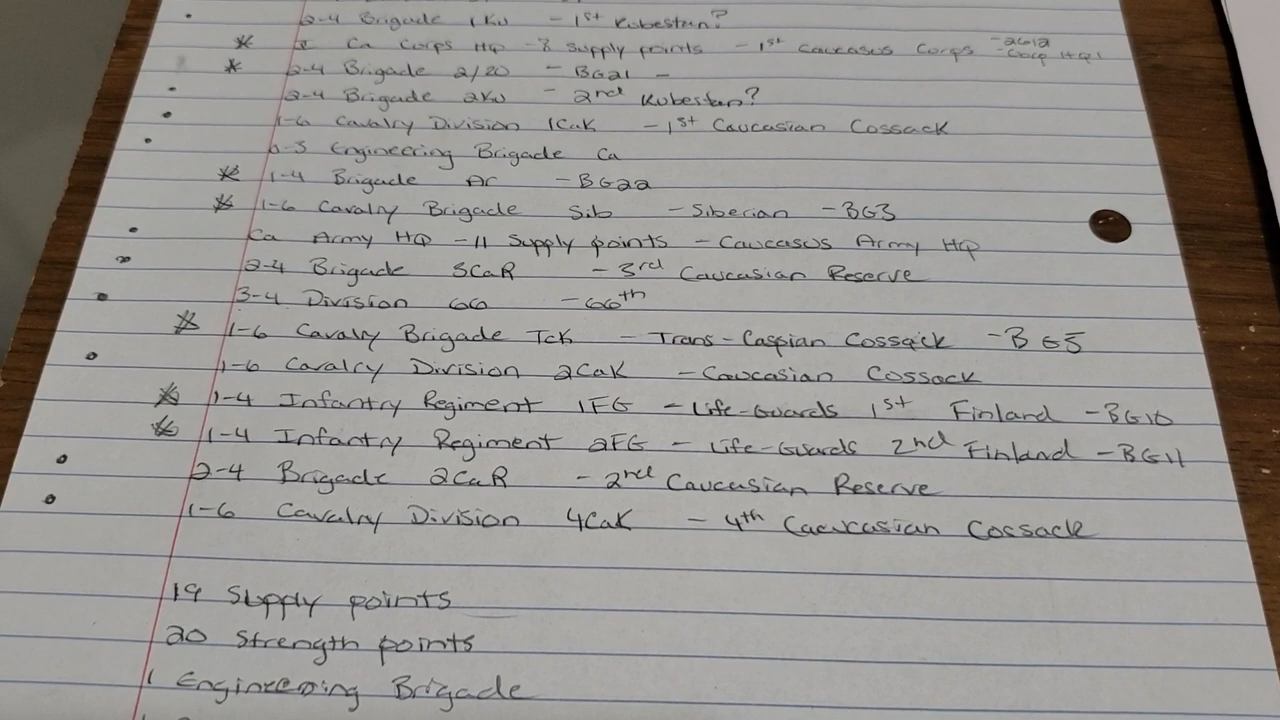 2-4 Brigade 1Kw - 1st Kubestan?
* I Ca Corps HQ - 8 Supply points - 1st Caucasus Corps - Corp HQ1
* 2-4 Brigade 2/20 - BG21 -
2-4 Brigade 2Kw - 2nd Kubestan?
1-6 Cavalry Division 1CaK - 1st Caucasian Cossack
0-3 Engineering Brigade Ca
* 1-4 Brigade Ar - BG22
* 1-6 Cavalry Brigade Sib - Siberian - BG3
Ca Army HQ - 11 Supply points - Caucasus Army HQ
2-4 Brigade 3CaR - 3rd Caucasian Reserve
3-4 Division 66 - 66th
* 1-6 Cavalry Brigade TcK - Trans-Caspian Cossack - BG5
1-6 Cavalry Division 2CaK - Caucasian Cossack
* 1-4 Infantry Regiment 1FG - Life-Guards 1st Finland - BG10
* 1-4 Infantry Regiment 2FG - Life-Guards 2nd Finland - BG11
2-4 Brigade 2CaR - 2nd Caucasian Reserve
1-6 Cavalry Division 4CaK - 4th Caeucasian Cossack
19 Supply points
20 Strength points
1 Engineering Brigade